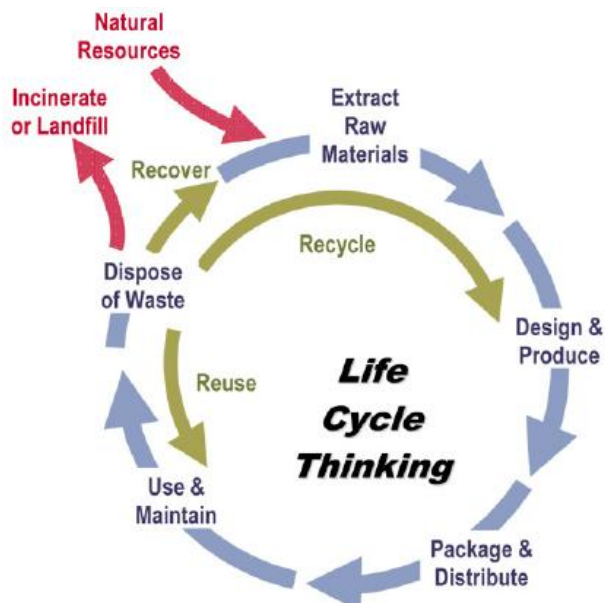 Natural
Resources
Incinerate
or Landfill
Extract
Raw
Materials
Recover
Recycle
Dispose
of Waste
Design &
Produce
Reuse
Life
Cycle
Thinking
Use &
Maintain
Package &
Distribute